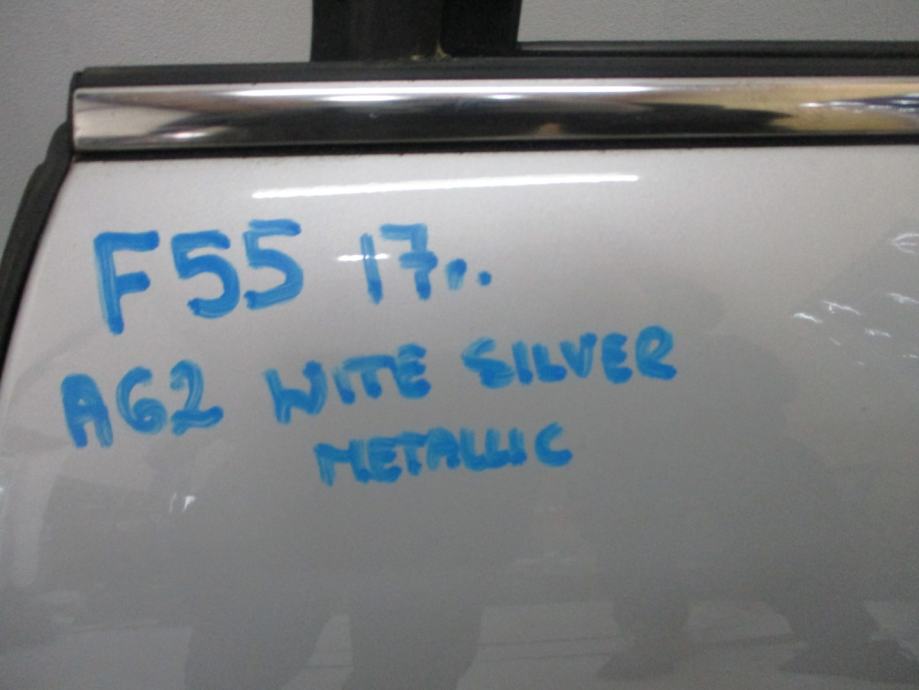 F55 17..
A62 WITE SILVER
METALLIC